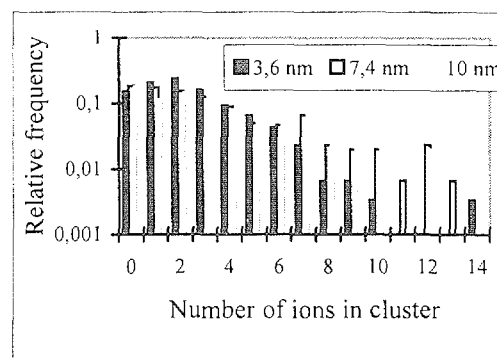 1
3,6 nm 7,4 nm 10 nm
0,1
0,01
0,001
Relative frequency
0 2 4 6 8 10 12 14
Number of ions in cluster